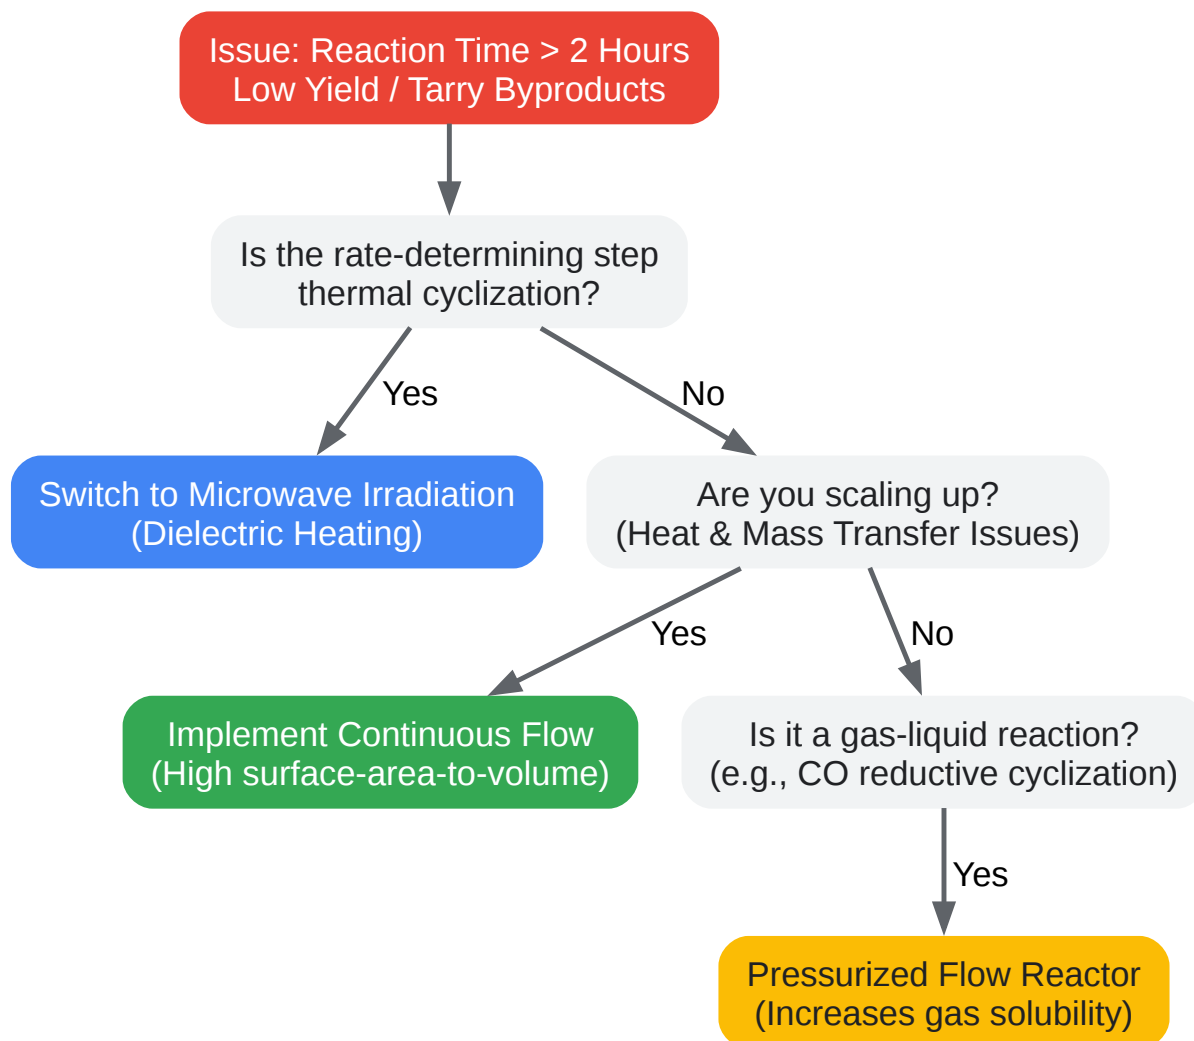 Issue: Reaction Time > 2 Hours
Low Yield / Tarry Byproducts
Is the rate-determining step
thermal cyclization?
Yes
No
Switch to Microwave Irradiation
(Dielectric Heating)
Are you scaling up?
(Heat & Mass Transfer Issues)
Yes
No
Implement Continuous Flow
(High surface-area-to-volume)
Is it a gas-liquid reaction?
(e.g., CO reductive cyclization)
Yes
Pressurized Flow Reactor
(Increases gas solubility)